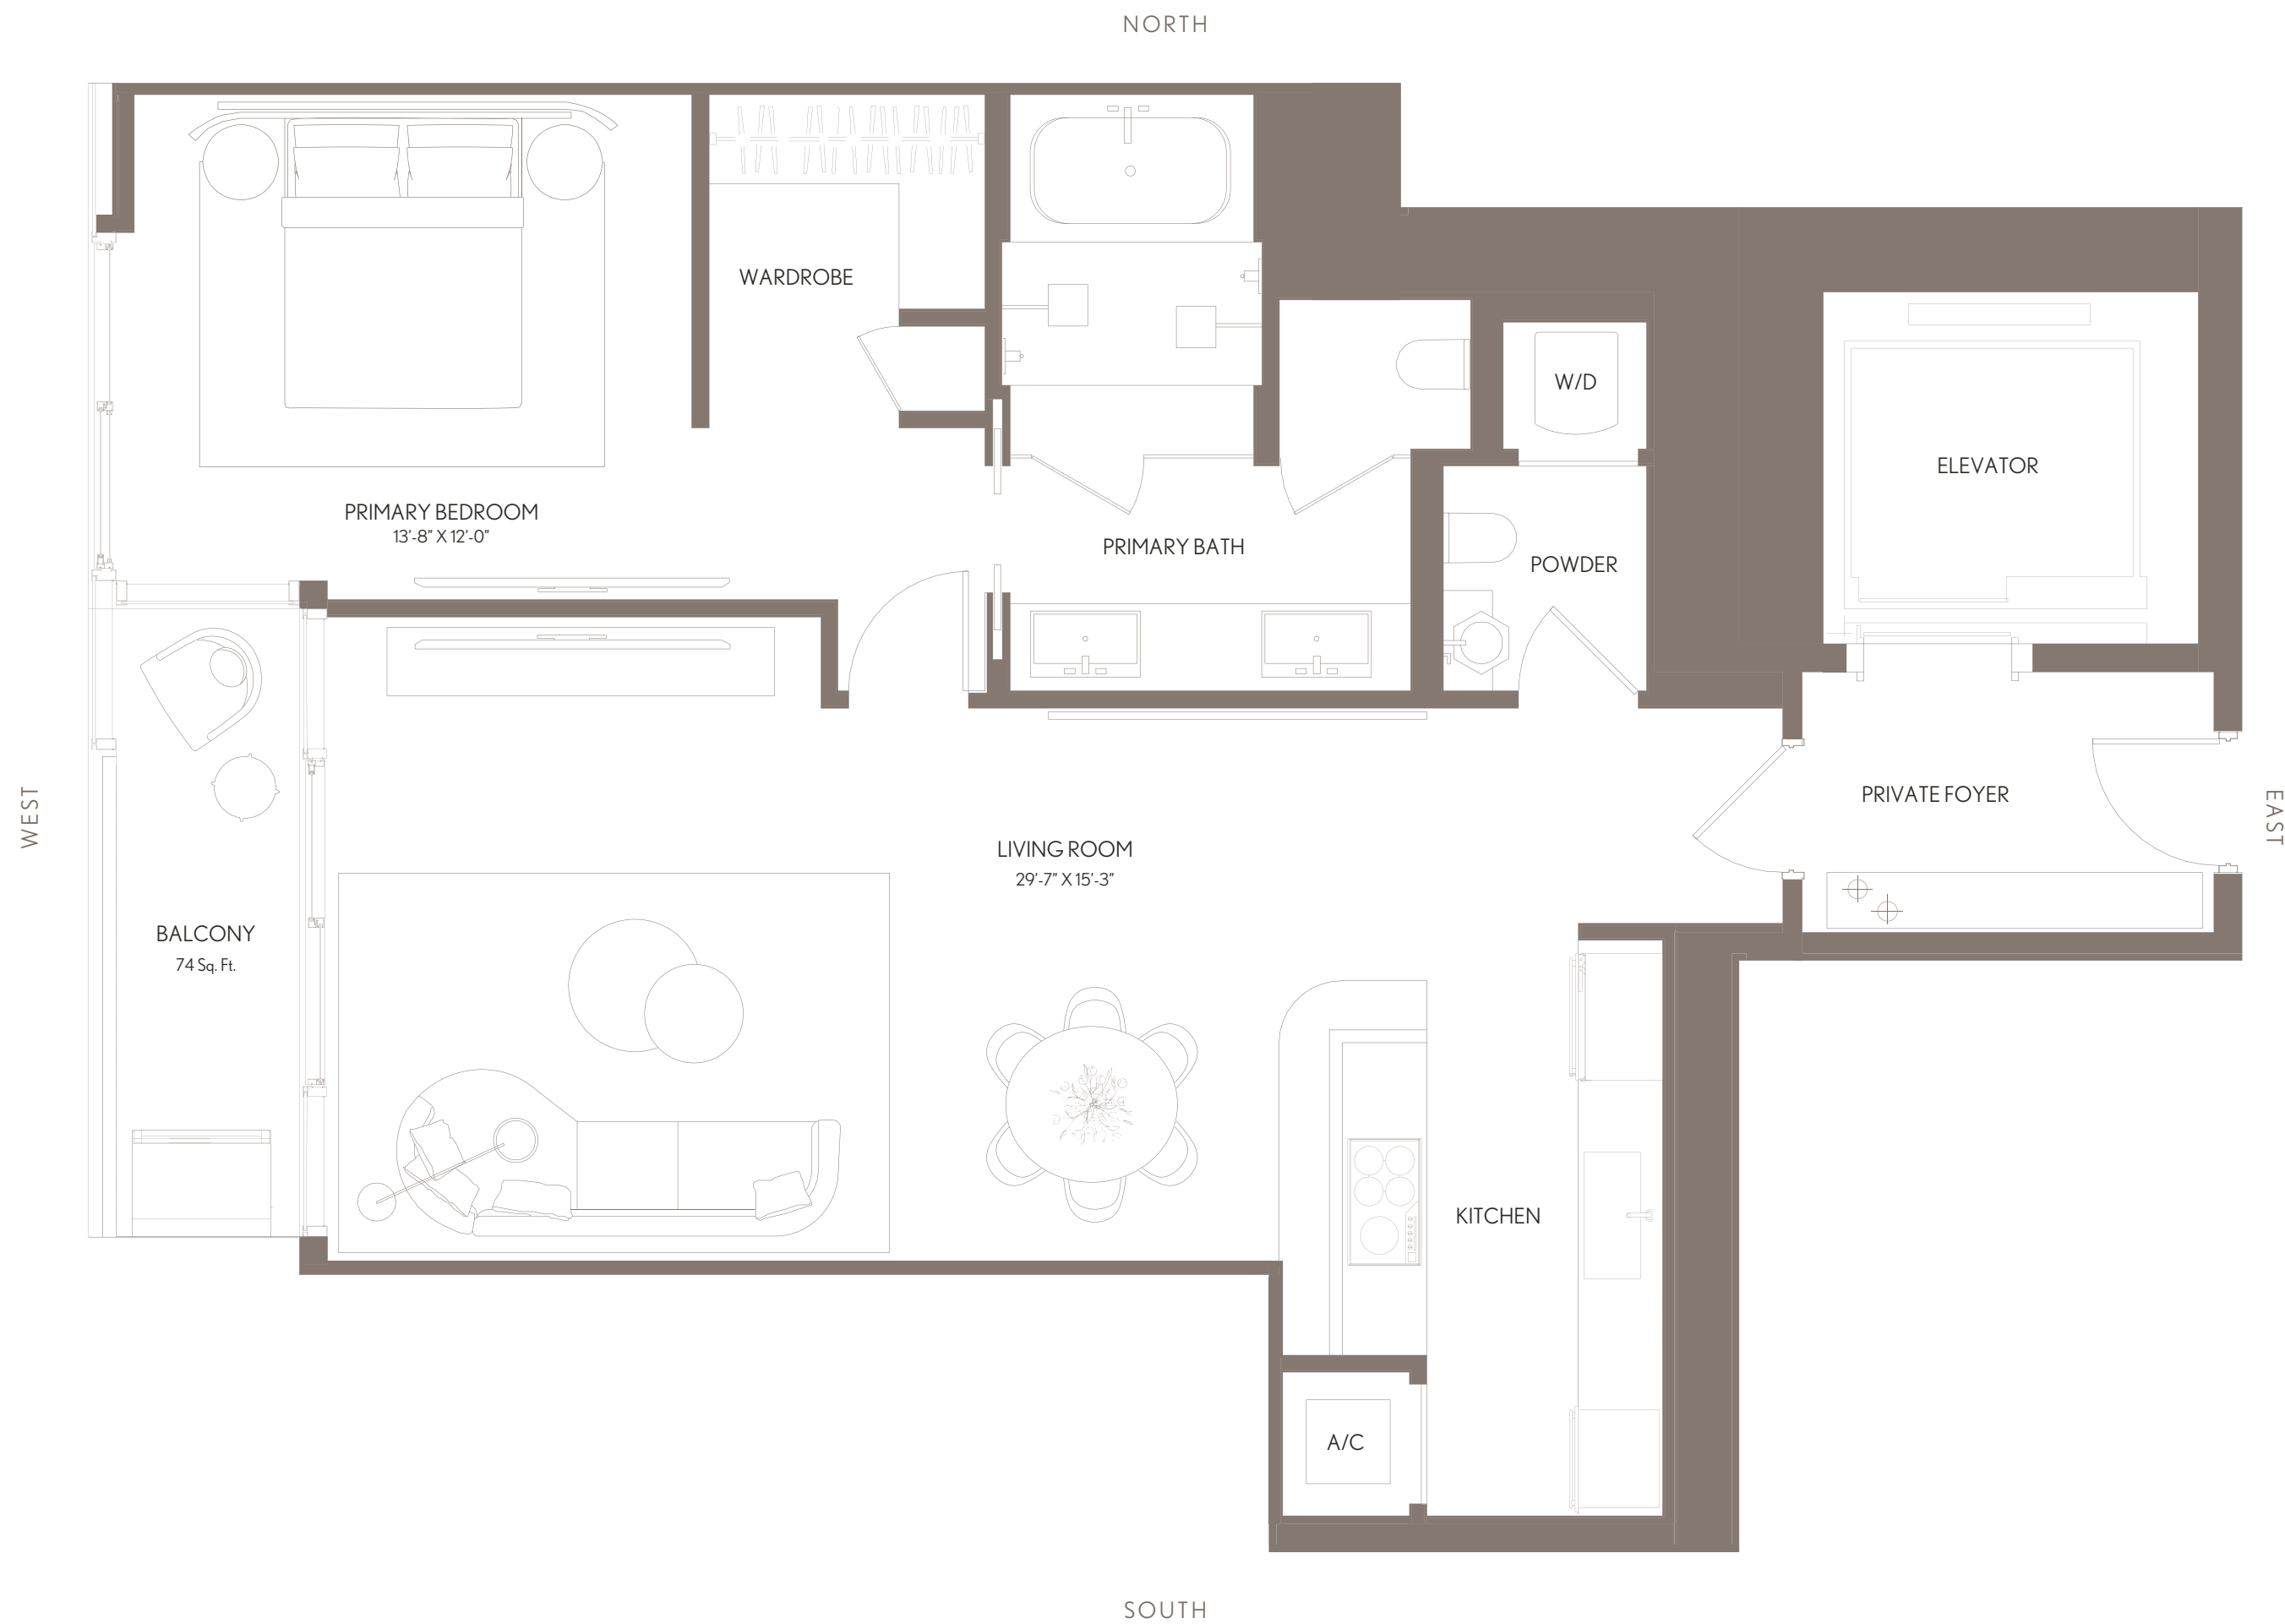 NORTH
WARDROBE
W/D
ELEVATOR
PRIMARY BEDROOM
13'-8" X 12'-0"
PRIMARY BATH
POWDER
WEST
PRIVATE FOYER
EAST
LIVING ROOM
29'-7" X 15'-3"
BALCONY
74 Sq. Ft.
KITCHEN
A/C
SOUTH